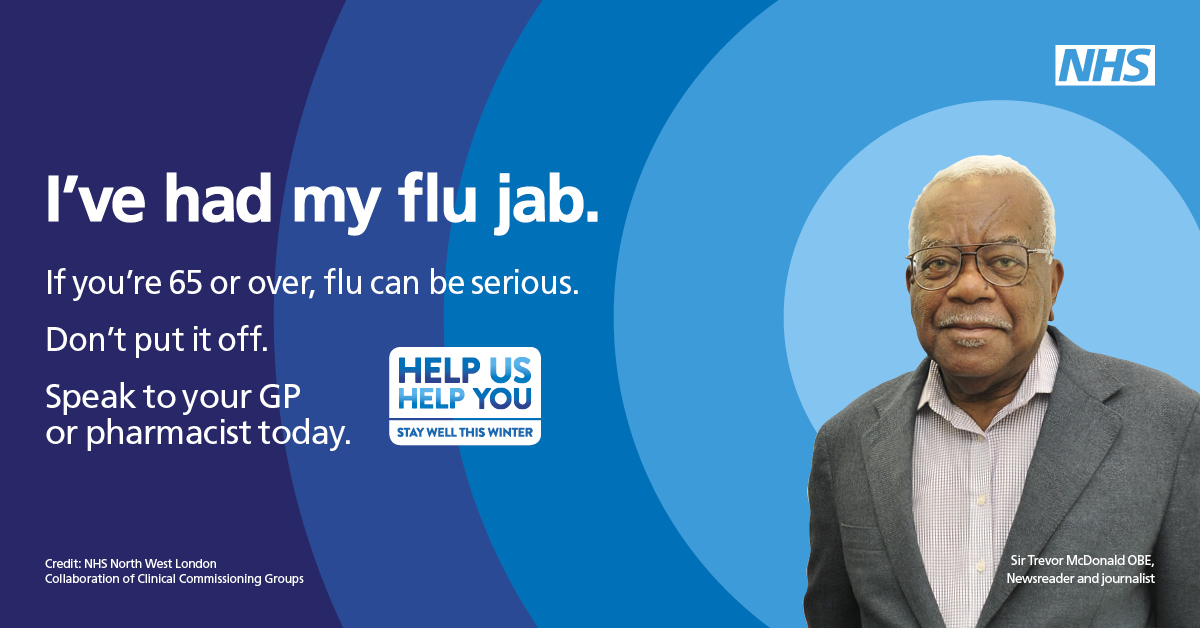 NHS
I've had my flu jab.
If you're 65 or over, flu can be serious.
Don't put it off.
Speak to your GP
or pharmacist today.
HELP US
HELP YOU
STAY WELL THIS WINTER
Credit: NHS North West London
Collaboration of Clinical Commissioning Groups
Sir Trevor McDonald OBE,
Newsreader and journalist